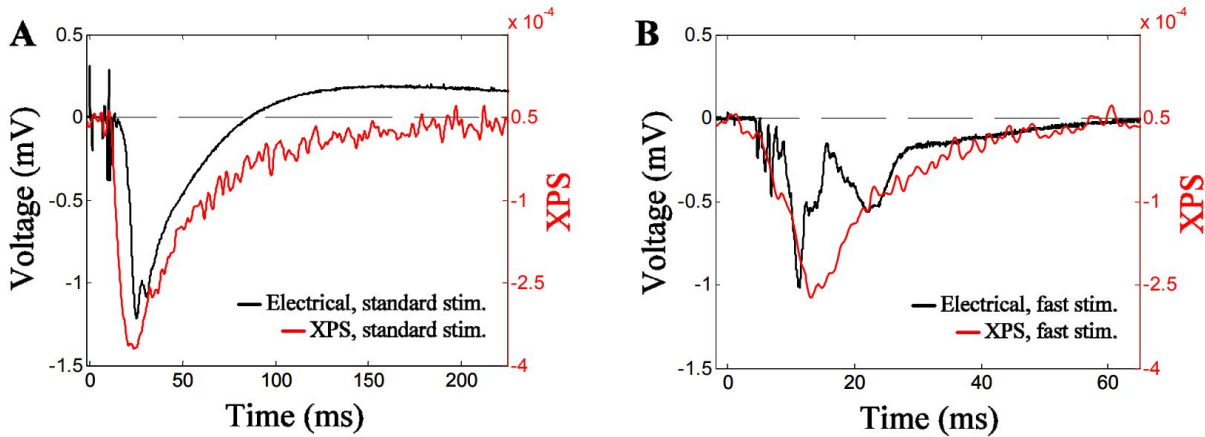 A
x 10⁻⁴
0.5
0
-0.5
-1
-1.5
Voltage (mV)
0.5
-1
-2.5
-4
XPS
Electrical, standard stim.
XPS, standard stim.
0 50 100 150 200
Time (ms)
B
x 10⁻⁴
0.5
0
-0.5
-1
-1.5
Voltage (mV)
0.5
-1
-2.5
-4
XPS
Electrical, fast stim.
XPS, fast stim.
0 20 40 60
Time (ms)